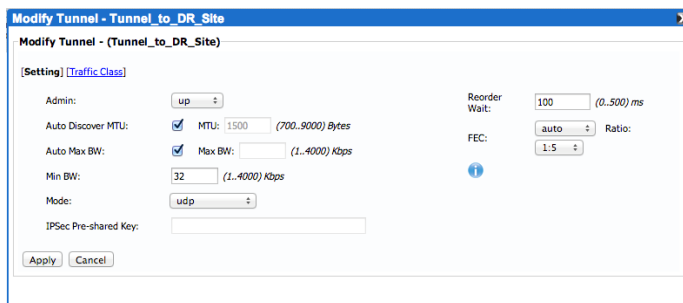 Modify Tunnel - Tunnel_to_DR_Site
Modify Tunnel - (Tunnel_to_DR_Site)
[Setting] [Traffic Class]
Admin: up
Auto Discover MTU: MTU: 1500 (700..9000) Bytes
Auto Max BW: Max BW: (1..4000) Kbps
Min BW: 32 (1..4000) Kbps
Mode: udp
IPSec Pre-shared Key:
Reorder Wait: 100 (0..500) ms
FEC: auto Ratio:
1:5
Apply Cancel